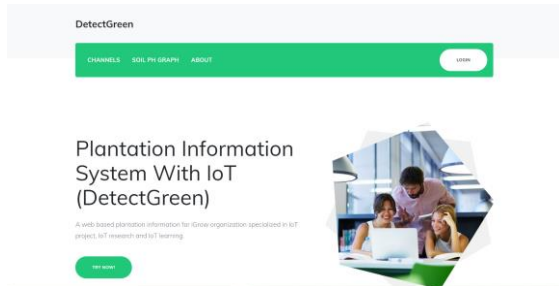 DetectGreen
CHANNELS SOIL PH GRAPH ABOUT LOGIN
Plantation Information
System With IoT
(DetectGreen)
A web based plantation information for iGrow organization specialized in IoT
project, IoT research and IoT learning.
TRY NOW!